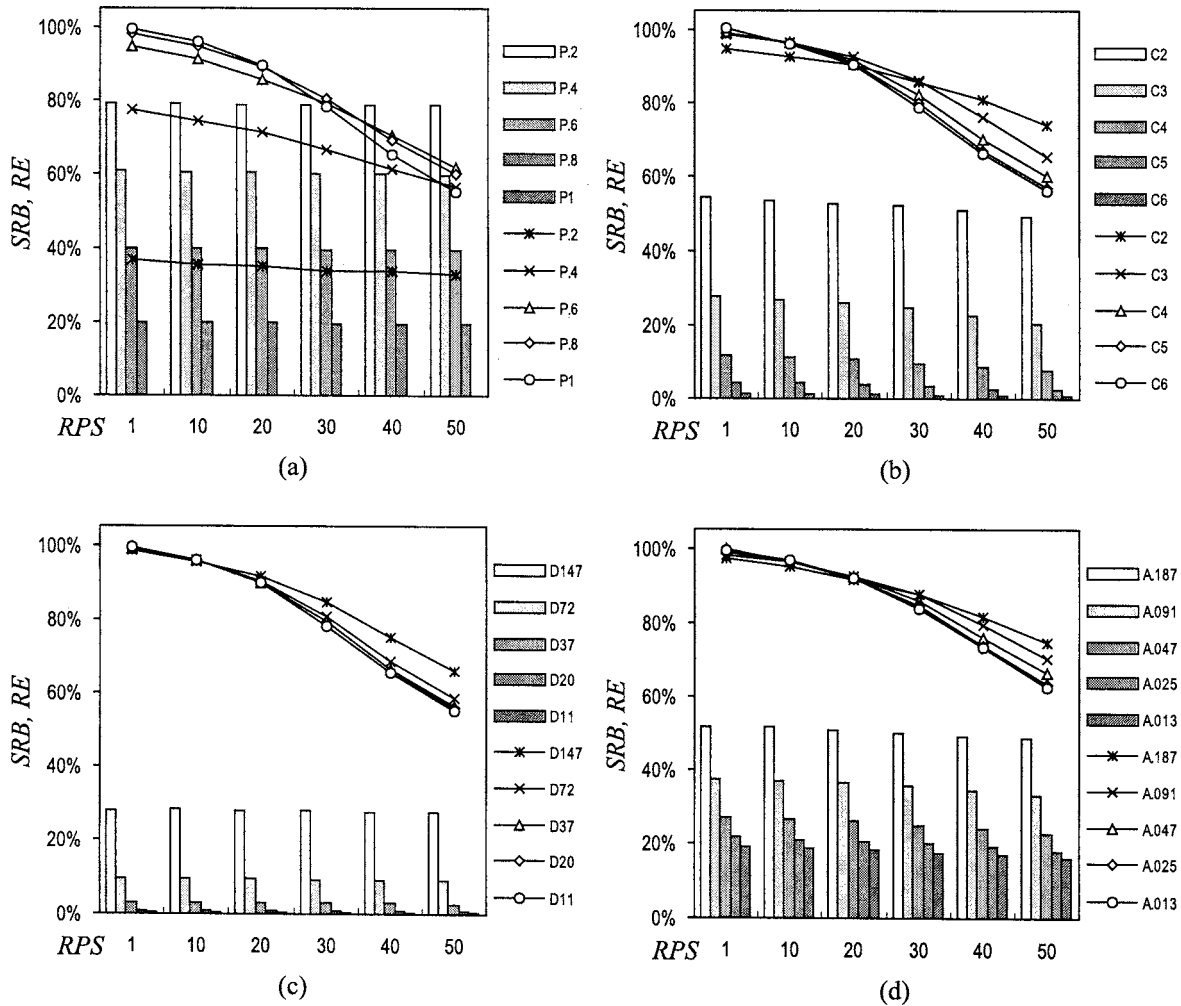 100%
80%
60%
40%
20%
0%
SRB, RE
RPS 1 10 20 30 40 50
P.2
P.4
P.6
P.8
P1
P.2
P.4
P.6
P.8
P1
(a)
100%
80%
60%
40%
20%
0%
SRB, RE
RPS 1 10 20 30 40 50
C2
C3
C4
C5
C6
C2
C3
C4
C5
C6
(b)
100%
80%
60%
40%
20%
0%
SRB, RE
RPS 1 10 20 30 40 50
D147
D72
D37
D20
D11
D147
D72
D37
D20
D11
(c)
100%
80%
60%
40%
20%
0%
SRB, RE
RPS 1 10 20 30 40 50
A.187
A.091
A.047
A.025
A.013
A.187
A.091
A.047
A.025
A.013
(d)